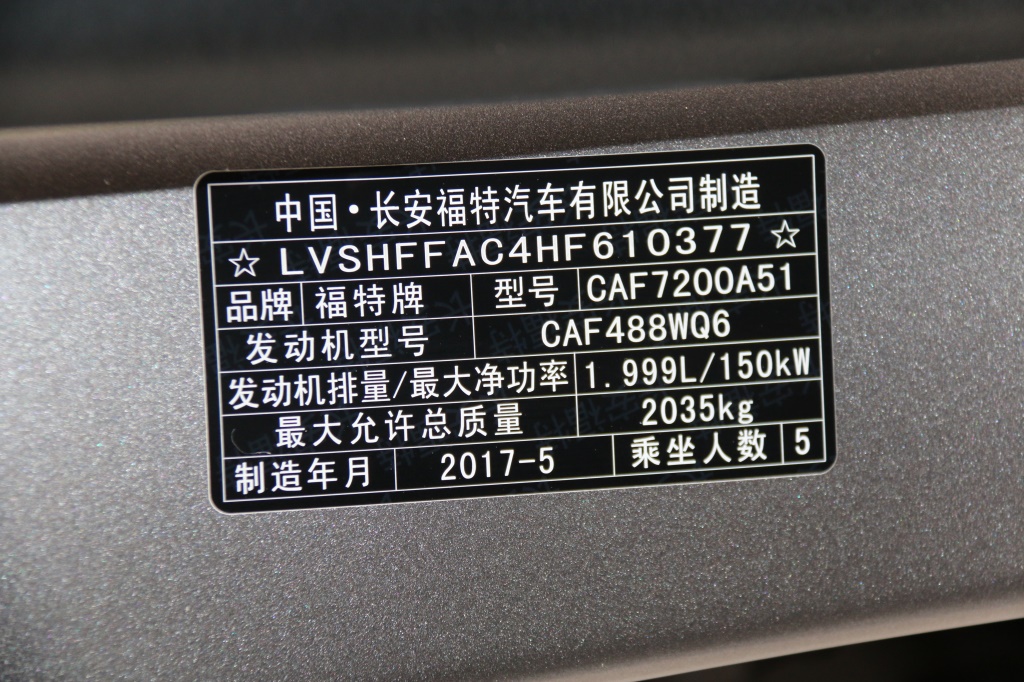 中国·长安福特汽车有限公司制造
☆ LVSHFFAC4HF610377 ☆
品牌 福特牌 型号 CAF7200A51
发动机型号 CAF488WQ6
发动机排量/最大净功率 1.999L/150kW
最大允许总质量 2035kg
制造年月 2017-5 乘坐人数 5